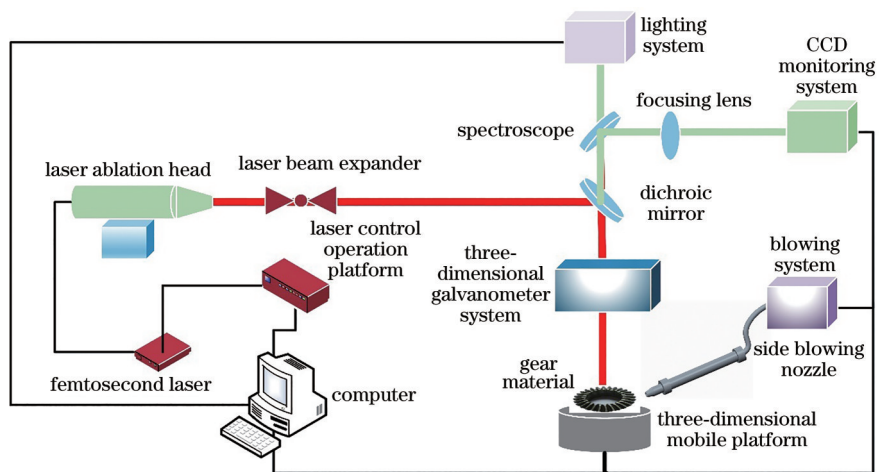 lighting
system
CCD
monitoring
system
focusing lens
spectroscope
laser ablation head
laser beam expander
dichroic
mirror
laser control
operation
platform
three-
dimensional
galvanometer
system
blowing
system
side blowing
nozzle
gear
material
femtosecond laser
computer
three-dimensional
mobile platform